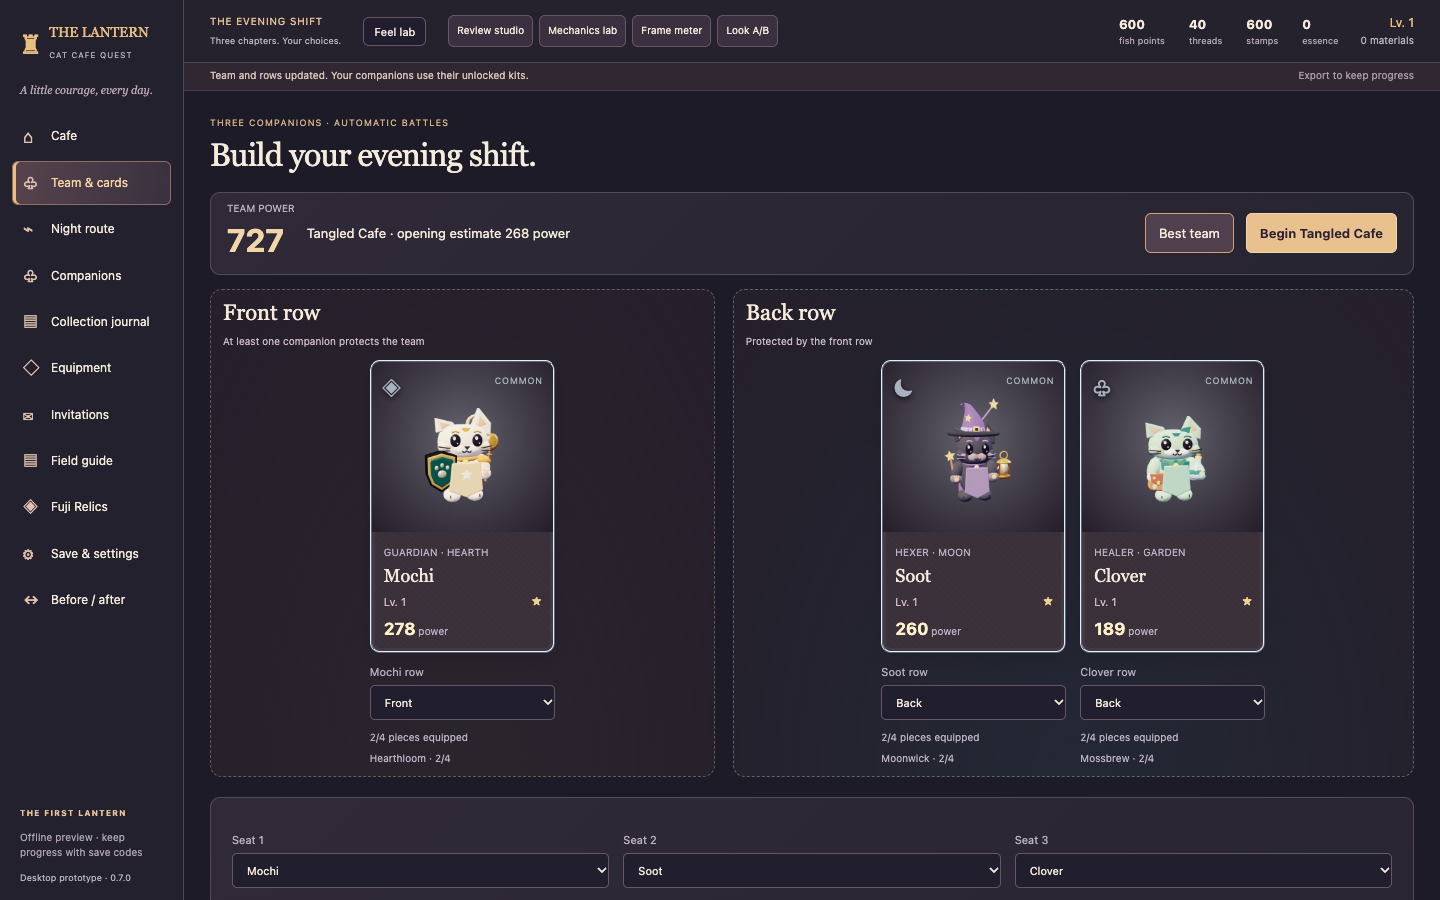 THE LANTERN
CAT CAFE QUEST
A little courage, every day.
Cafe
Team & cards
Night route
Companions
Collection journal
Equipment
Invitations
Field guide
Fuji Relics
Save & settings
Before / after
THE FIRST LANTERN
Offline preview · keep
progress with save codes
Desktop prototype · 0.7.0
THE EVENING SHIFT
Three chapters. Your choices.
Feel lab
Review studio
Mechanics lab
Frame meter
Look A/B
600
fish points
40
threads
600
stamps
0
essence
Lv. 1
0 materials
Team and rows updated. Your companions use their unlocked kits.
Export to keep progress
THREE COMPANIONS · AUTOMATIC BATTLES
Build your evening shift.
TEAM POWER
727
Tangled Cafe · opening estimate 268 power
Best team
Begin Tangled Cafe
Front row
At least one companion protects the team
COMMON
GUARDIAN · HEARTH
Mochi
Lv. 1
278 power
Mochi row
Front
2/4 pieces equipped
Hearthloom · 2/4
Back row
Protected by the front row
COMMON
HEXER · MOON
Soot
Lv. 1
260 power
Soot row
Back
2/4 pieces equipped
Moonwick · 2/4
COMMON
HEALER · GARDEN
Clover
Lv. 1
189 power
Clover row
Back
2/4 pieces equipped
Mossbrew · 2/4
Seat 1
Mochi
Seat 2
Soot
Seat 3
Clover